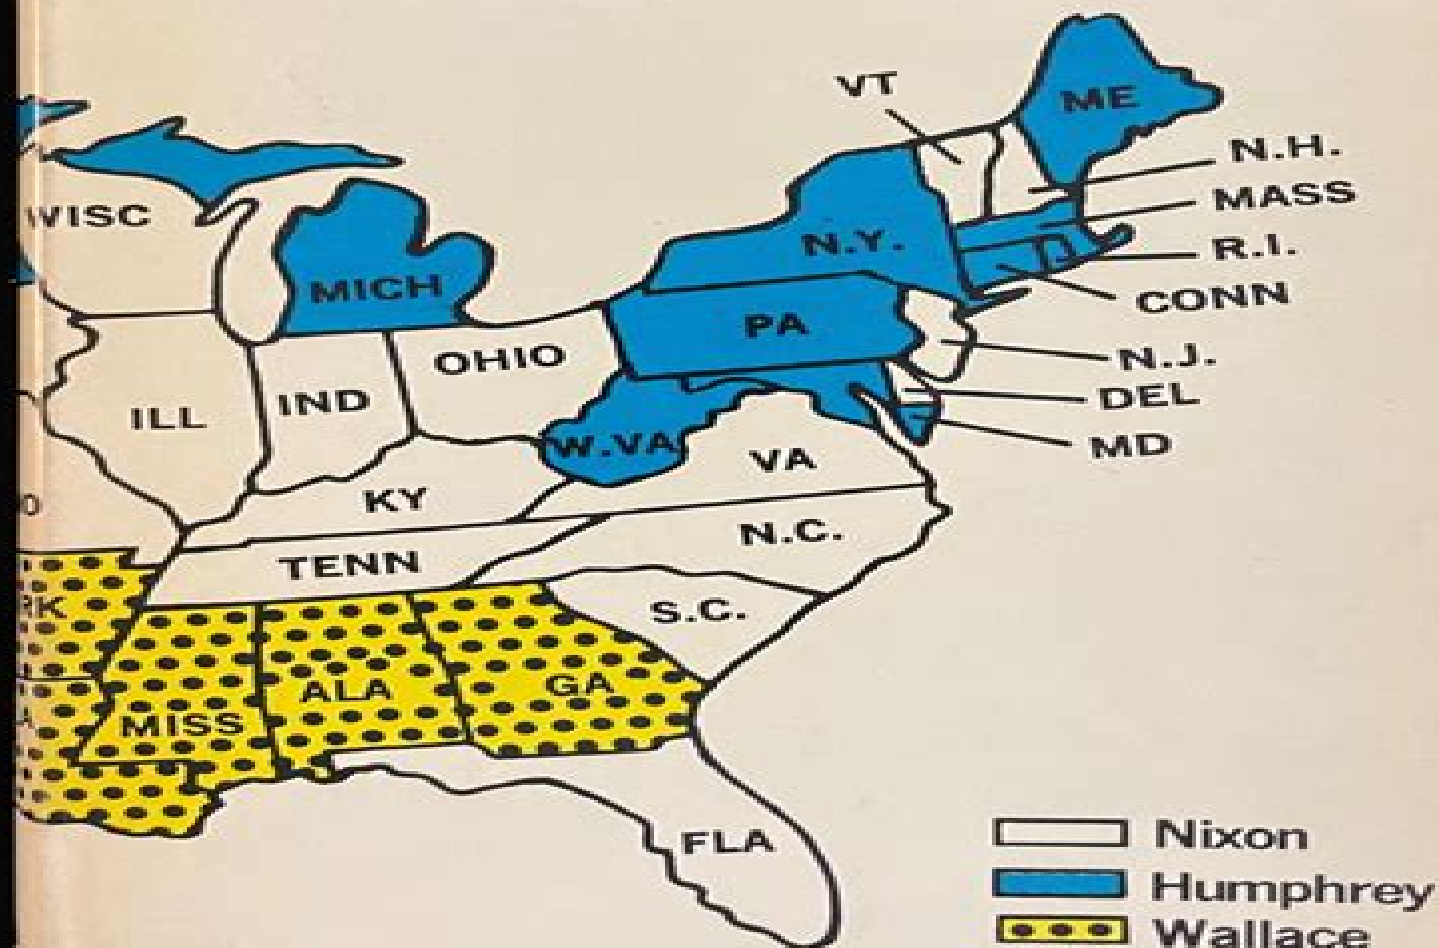 VT
ME
N.H.
WISC
MASS
N.Y.
R.I.
MICH
CONN
PA
OHIO
N.J.
IND
DEL
ILL
W.VA
MD
VA
KY
N.C.
TENN
S.C.
ALA
GA
MISS
FLA
Nixon
Humphrey
Wallace